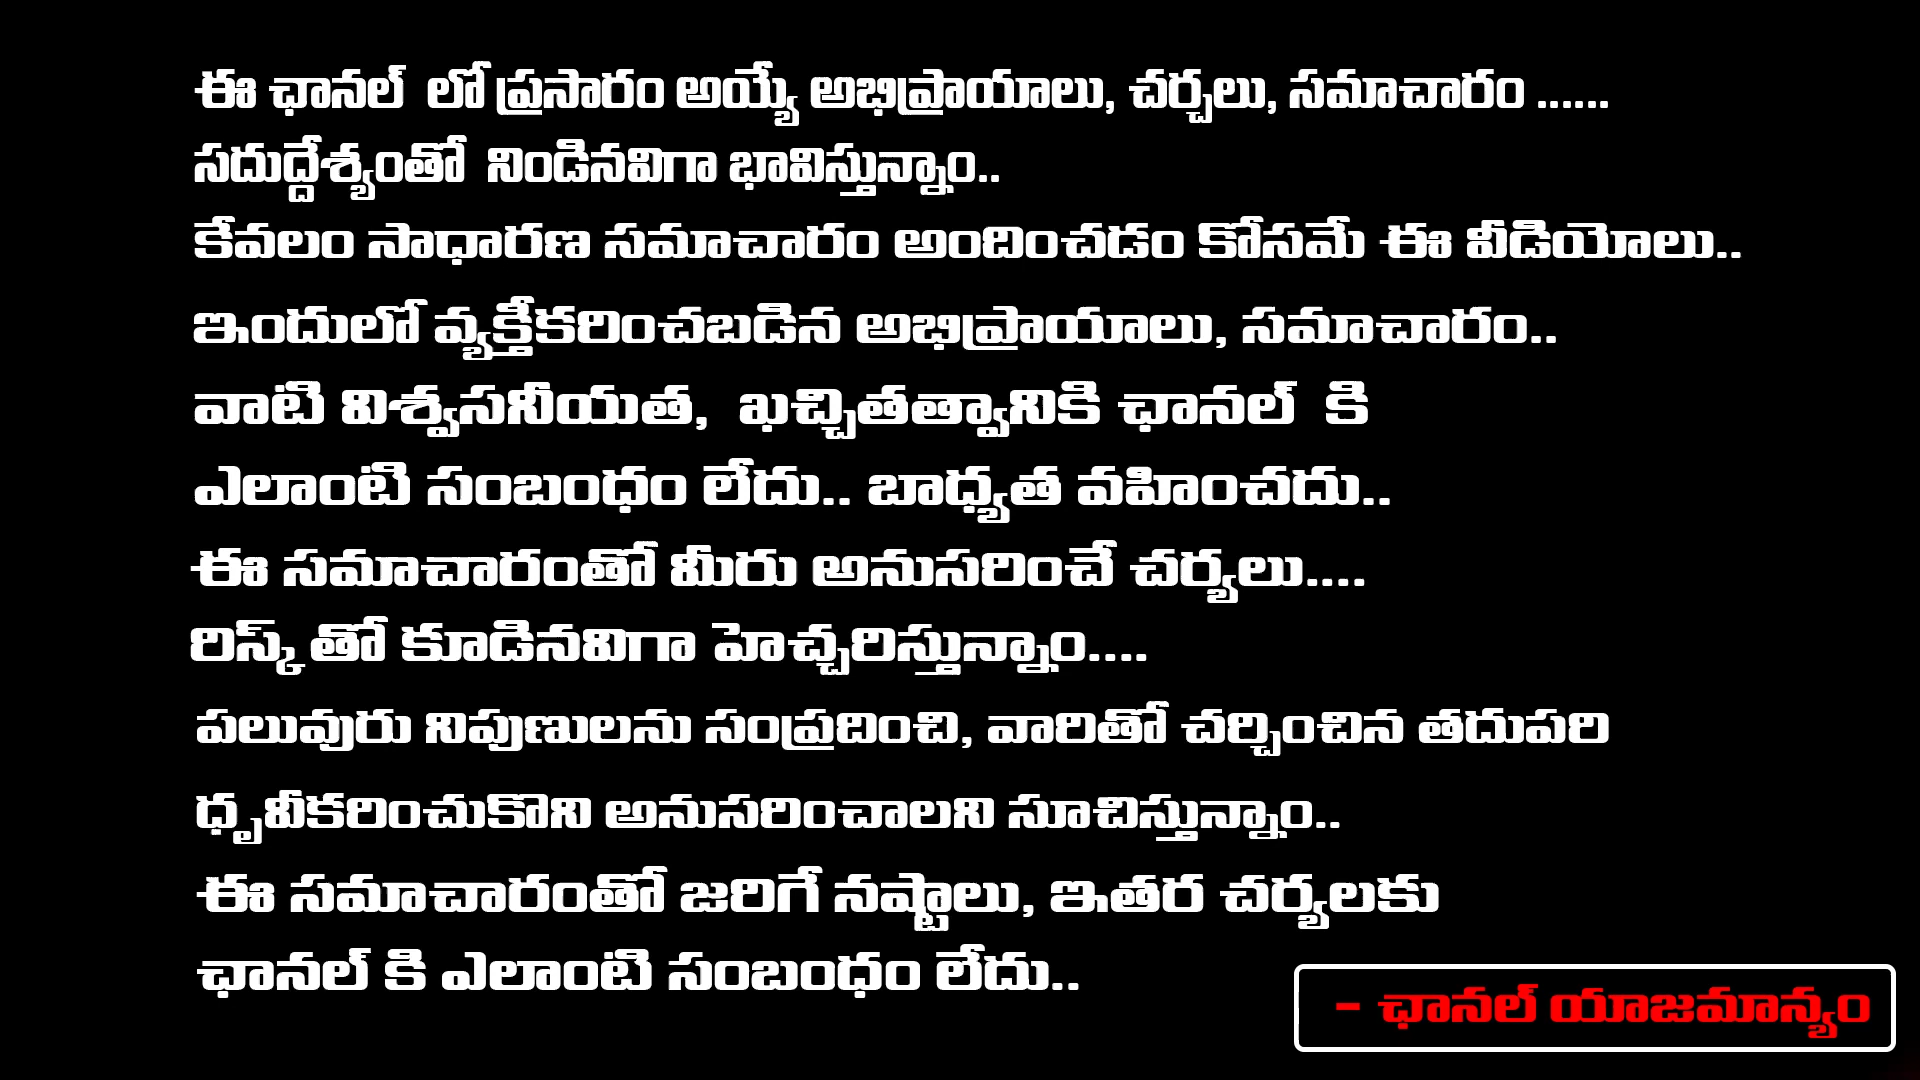 ఈ ఛానల్ లో ప్రసారం అయ్యే అభిప్రాయాలు, చర్చలు, సమాచారం ......
సదుద్దేశ్యంతో నిండినవిగా భావిస్తున్నాం..
కేవలం సాధారణ సమాచారం అందించడం కోసమే ఈ వీడియోలు..
ఇందులో వ్యక్తీకరించబడిన అభిప్రాయాలు, సమాచారం..
వాటి విశ్వసనీయత, ఖచ్చితత్వానికి ఛానల్ కి
ఎలాంటి సంబంధం లేదు.. బాధ్యత వహించదు..
ఈ సమాచారంతో మీరు అనుసరించే చర్యలు....
రిస్క్ తో కూడినవిగా హెచ్చరిస్తున్నాం....
పలువురు నిపుణులను సంప్రదించి, వారితో చర్చించిన తదుపరి
ధృవీకరించుకొని అనుసరించాలని సూచిస్తున్నాం..
ఈ సమాచారంతో జరిగే నష్టాలు, ఇతర చర్యలకు
ఛానల్ కి ఎలాంటి సంబంధం లేదు..
- ఛానల్ యాజమాన్యం